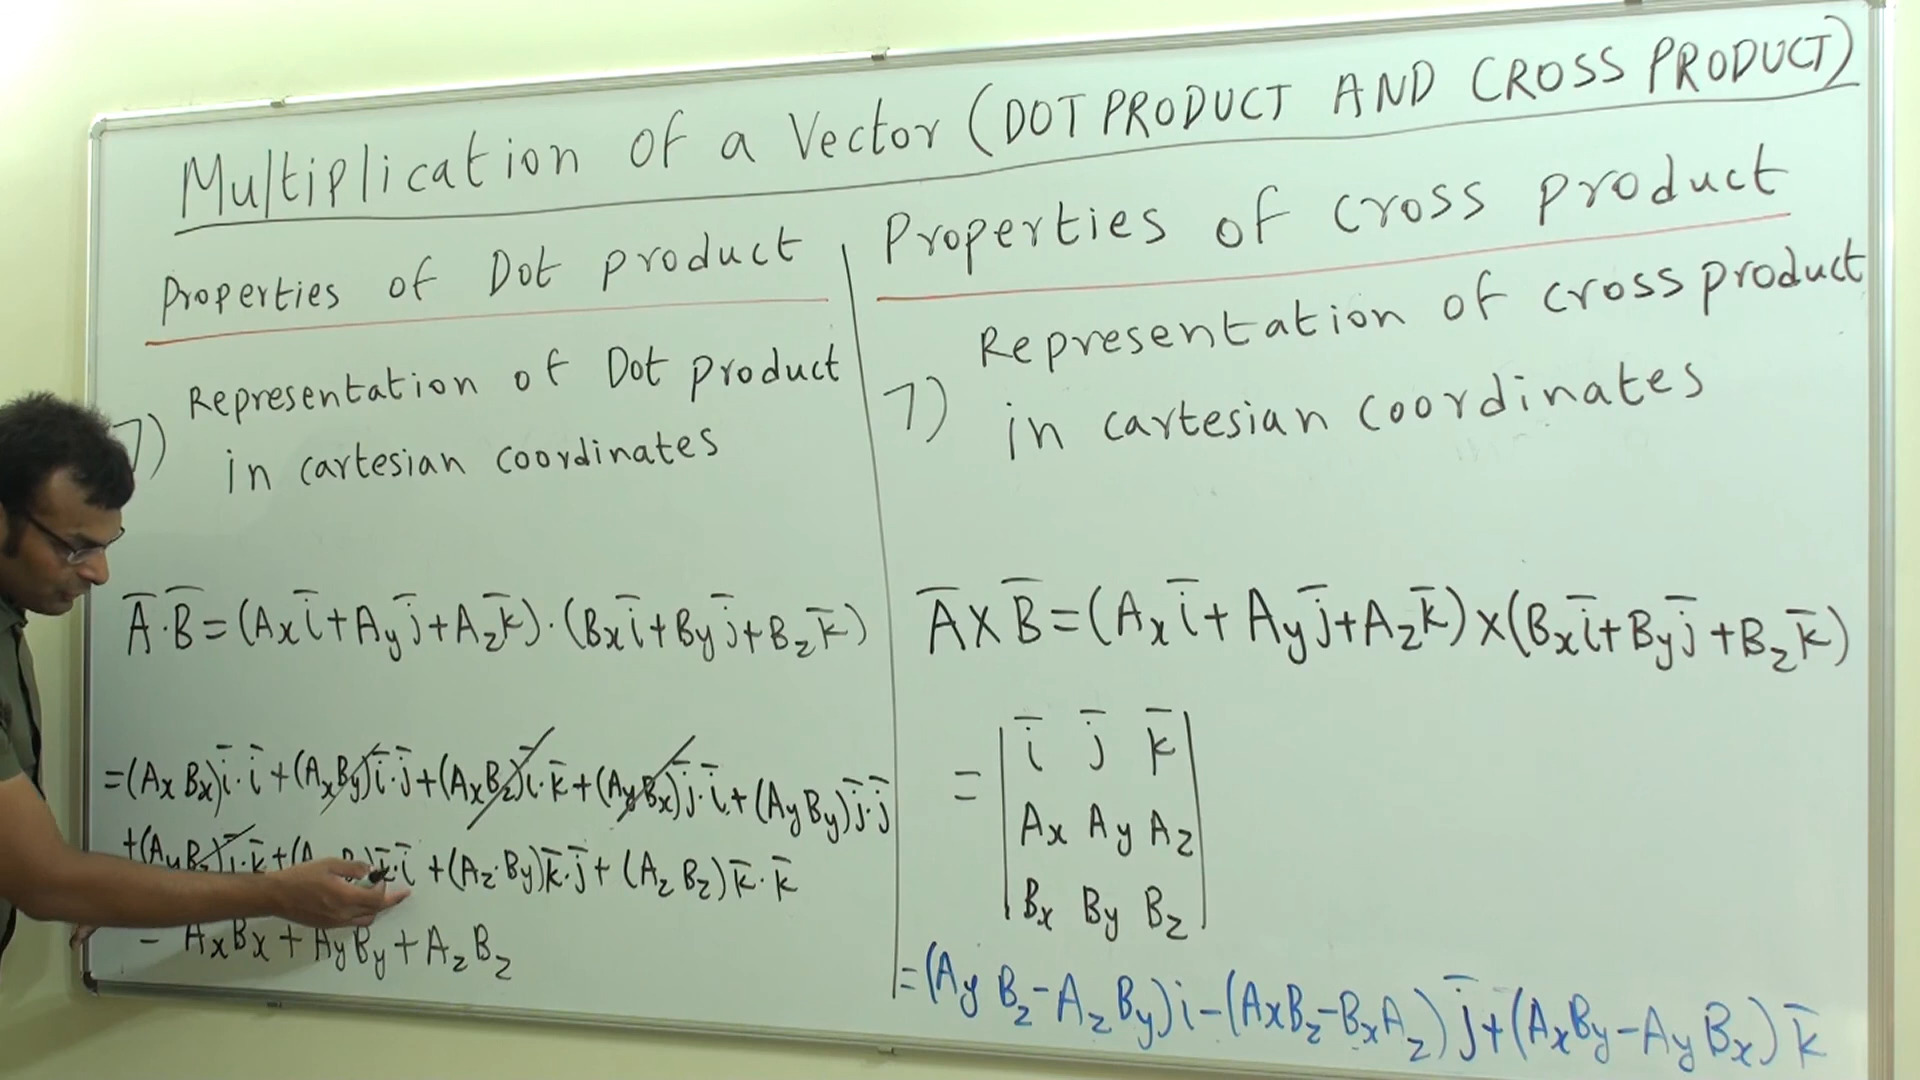 Multiplication of a Vector (DOT PRODUCT AND CROSS PRODUCT)
Properties of Dot product
7) Representation of Dot product
in cartesian coordinates
A̅·B̅=(Axi̅+Ayj̅+Azk̅)·(Bxi̅+Byj̅+Bzk̅)
=(AxBx)i̅·i̅+(AxBy)i̅·j̅+(AxBz)i̅·k̅+(AyBx)j̅·i̅+(AyBy)j̅·j̅
+(AyBz)j̅·k̅+(A B )k̅·i̅+(Az·By)k̅·j̅+(AzBz)k̅·k̅
= AxBx+AyBy+AzBz
Properties of cross product
Representation of cross product
7) in cartesian coordinates
A̅×B̅=(Axi̅+Ayj̅+Azk̅)×(Bxi̅+Byj̅+Bzk̅)
= | i̅ j̅ k̅ |
Ax Ay Az
Bx By Bz
=(AyBz-AzBy)i-(AxBz-BxAz)j̅+(AxBy-AyBx)k̅